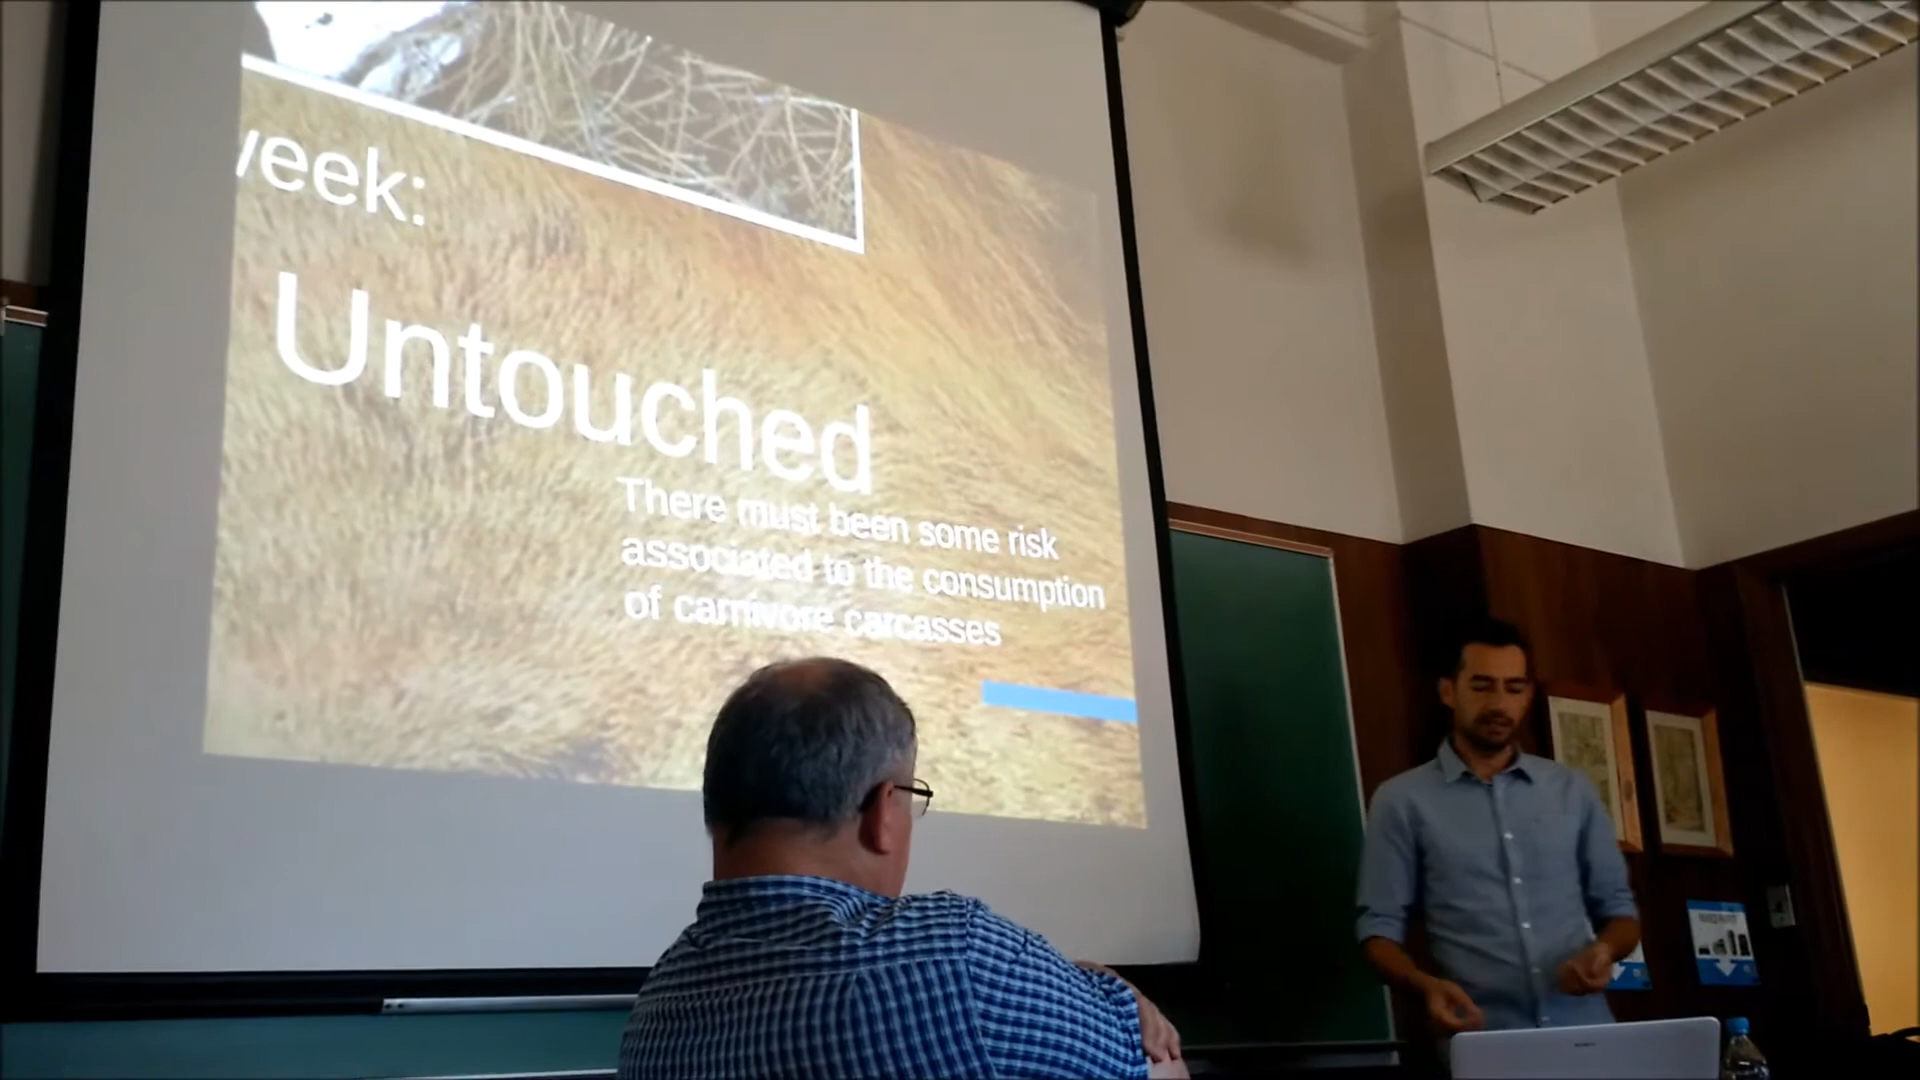 eek:
Untouched
There must been some risk
associated to the consumption
of carnivore carcasses